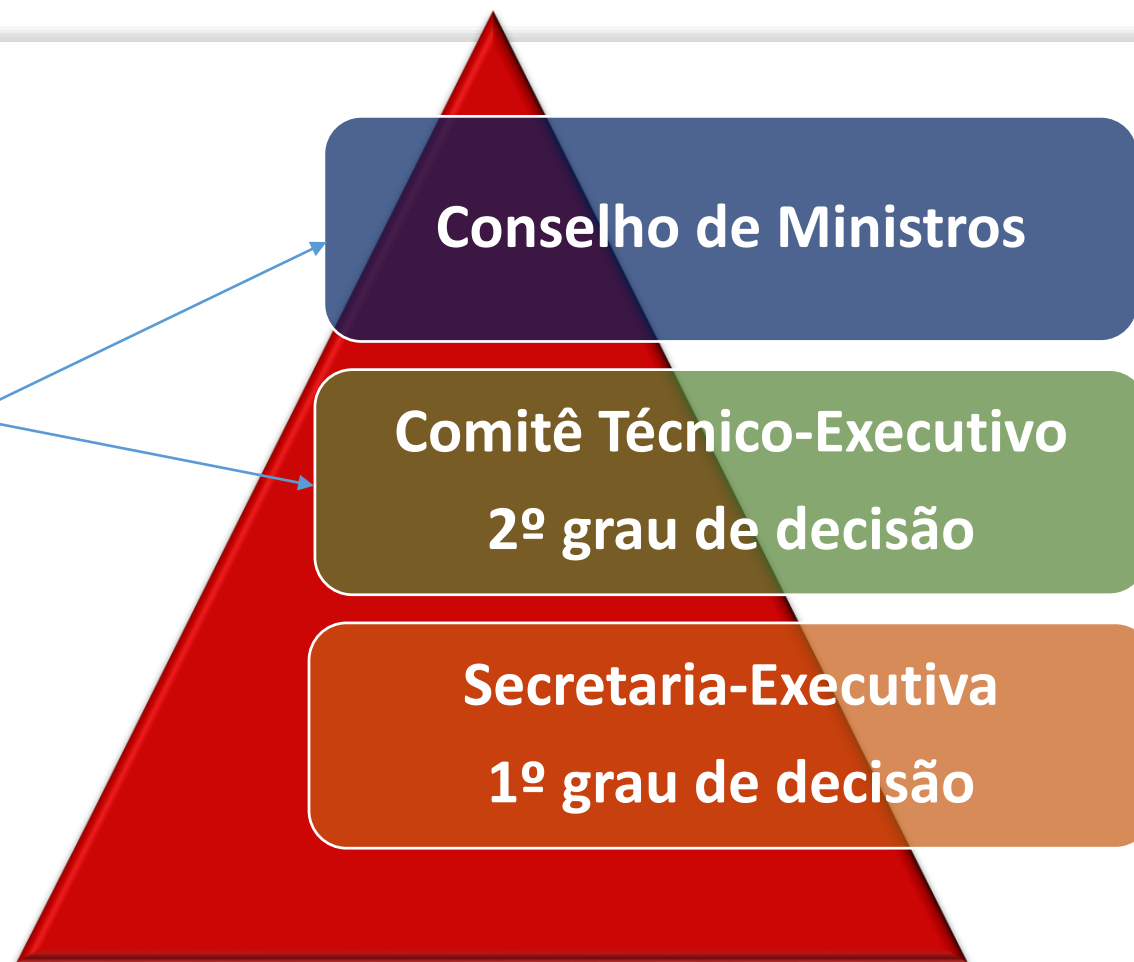 Conselho de Ministros
Comitê Técnico-Executivo
2º grau de decisão
Secretaria-Executiva
1º grau de decisão